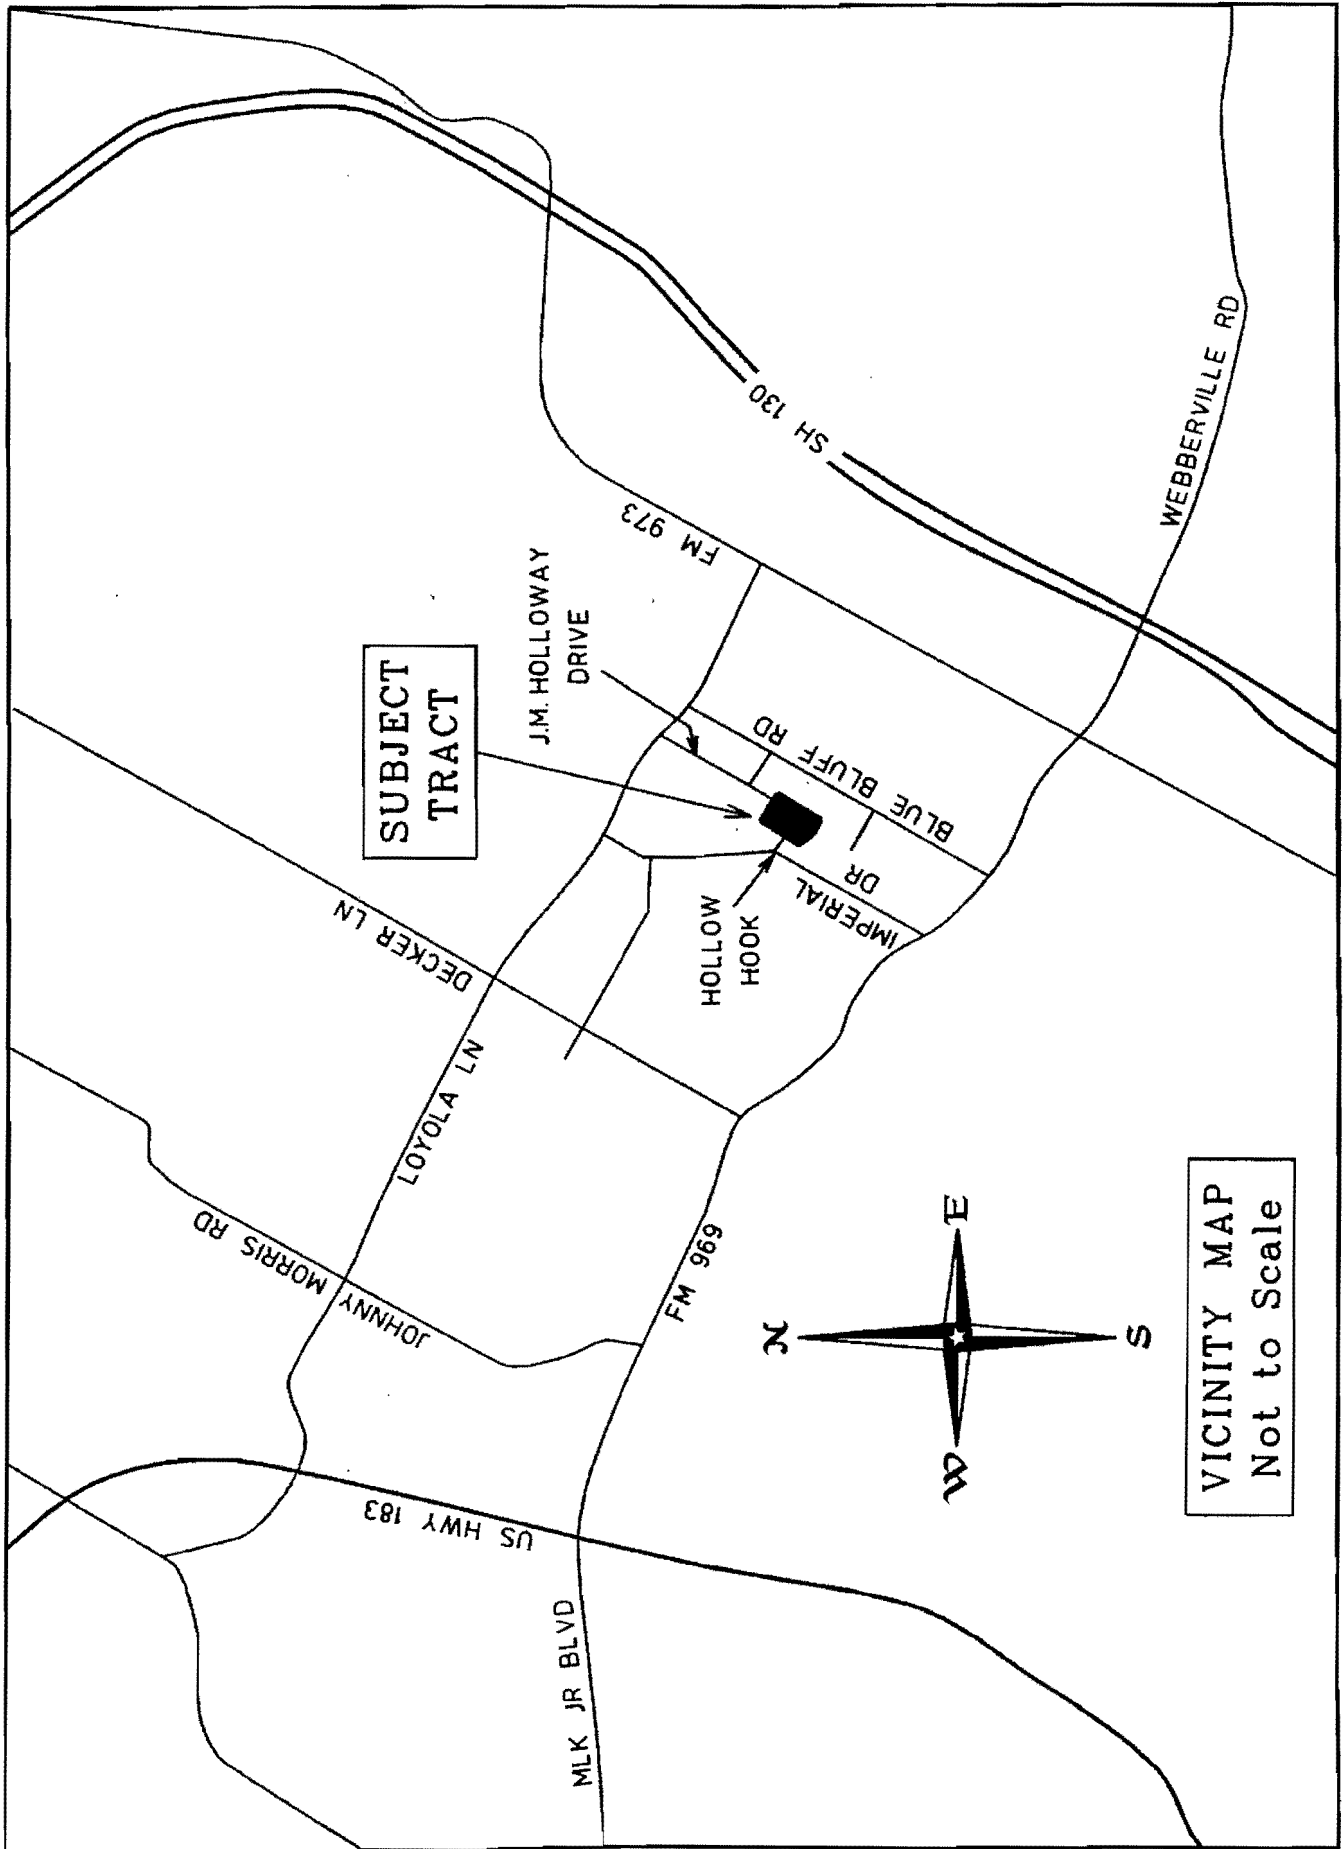 SUBJECT
TRACT
J.M. HOLLOWAY
DRIVE
HOLLOW
HOOK
IMPERIAL
DR
BLUE BLUFF RD
FM 973
SH 130
WEBBERVILLE RD
DECKER LN
LOYOLA LN
JOHNNY MORRIS RD
FM 969
US HWY 183
MLK JR BLVD
N
E
S
W
VICINITY MAP
Not to Scale